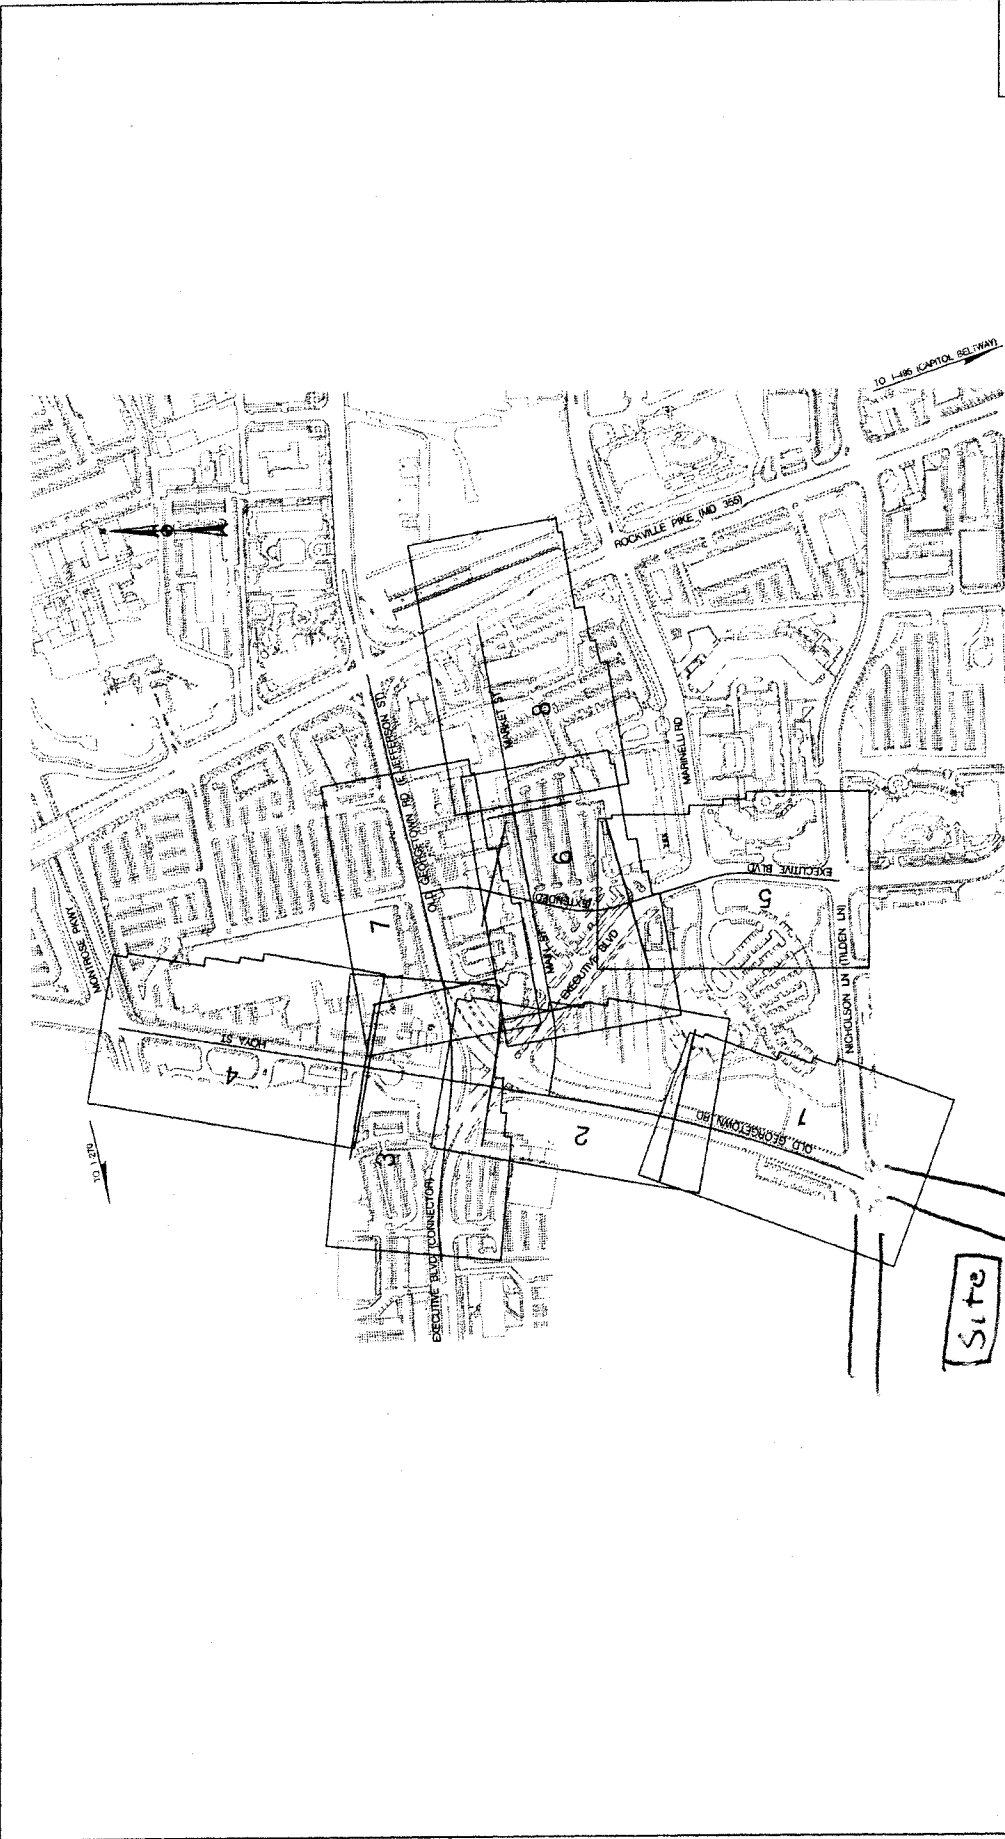 TO I-495 (CAPITOL BELTWAY)
ROCKVILLE PIKE (MD 355)
MONTROSE PKWY
OLD GEORGETOWN RD (E. JEFFERSON ST)
MARKET ST
8
MARINELLI RD
7
6
(EXTENDED)
MAIN ST
EXECUTIVE BLVD
EXECUTIVE BLVD
5
HOYA ST
4
NICHOLSON LN (TILDEN LN)
TO I-270
3
2
OLD GEORGETOWN RD
1
EXECUTIVE BLVD (CONNECTOR)
Site